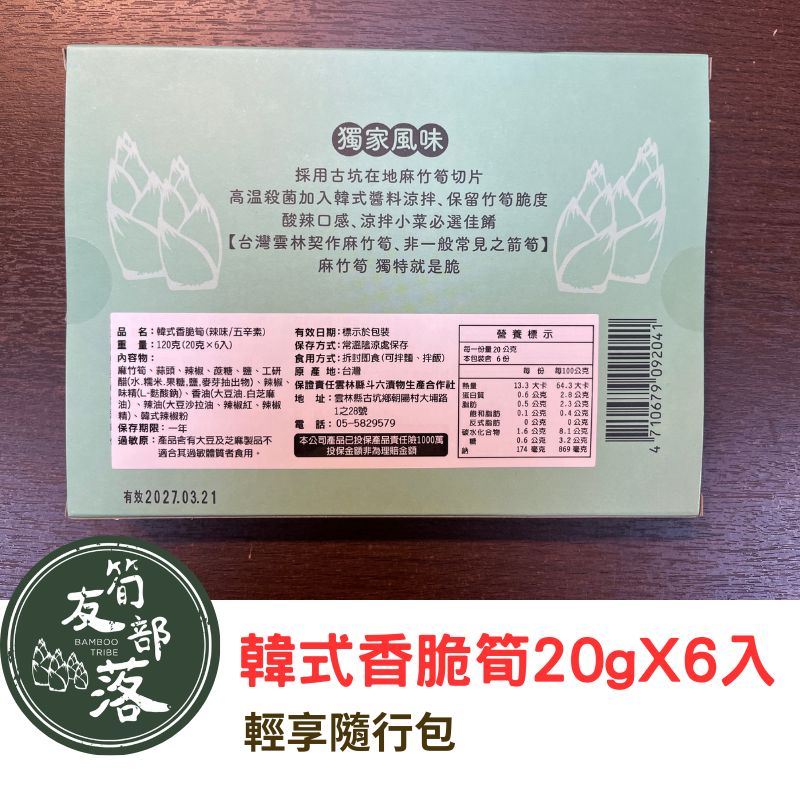 獨家風味
採用古坑在地麻竹筍切片
高温殺菌加入韓式醬料涼拌、保留竹筍脆度
酸辣口感、涼拌小菜必選佳餚
【台灣雲林契作麻竹筍、非一般常見之箭筍】
麻竹筍 獨特就是脆
品　名：韓式香脆筍(辣味/五辛素)
重　量：120克(20克×6入)
內容物：
麻竹筍、蒜頭、辣椒、蔗糖、鹽、工研
醋(水.糯米.果糖.鹽.麥芽抽出物)、辣椒、
味精(L-麩酸鈉)、香油(大豆油.白芝麻
油)、辣油(大豆沙拉油、辣椒紅、辣椒
精)、韓式辣椒粉
保存期限：一年
過敏原：產品含有大豆及芝麻製品不
適合其過敏體質者食用。
有效日期：標示於包裝
保存方式：常溫陰涼處保存
食用方式：拆封即食(可拌麵、拌飯)
原 產 地：台灣
保證責任雲林縣斗六漬物生產合作社
地　址：雲林縣古坑鄉朝陽村大埔路
1之28號
電　話：05-5829579
本公司產品已投保產品責任險1000萬
投保金額非為理賠金額
營養標示
每一份量 20 公克
本包裝含 6 份
每 份 每100公克
熱量 13.3 大卡 64.3 大卡
蛋白質 0.6 公克 2.8 公克
脂肪 0.5 公克 2.3 公克
飽和脂肪 0.1 公克 0.4 公克
反式脂肪 0 公克 0 公克
碳水化合物 1.6 公克 8.1 公克
糖 0.6 公克 3.2 公克
鈉 174 毫克 869 毫克
4 710679 092041
有效2027.03.21
友筍部落
BAMBOO
TRIBE
韓式香脆筍20gX6入
輕享隨行包